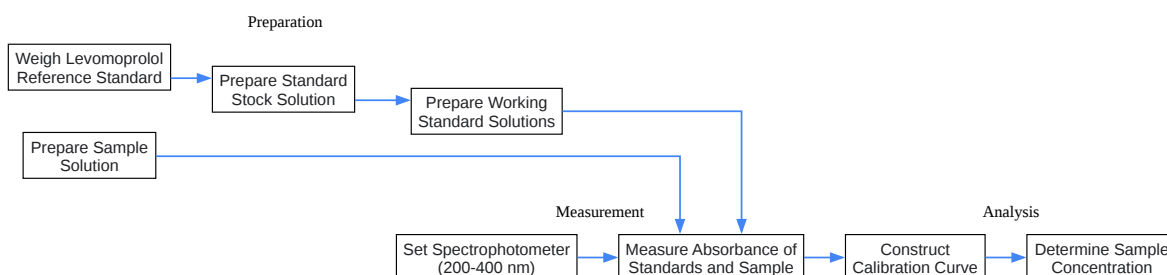 Preparation
Weigh Levomoprolol
Reference Standard
Prepare Standard
Stock Solution
Prepare Working
Standard Solutions
Prepare Sample
Solution
Measurement
Analysis
Set Spectrophotometer
(200-400 nm)
Measure Absorbance of
Standards and Sample
Construct
Calibration Curve
Determine Sample
Concentration